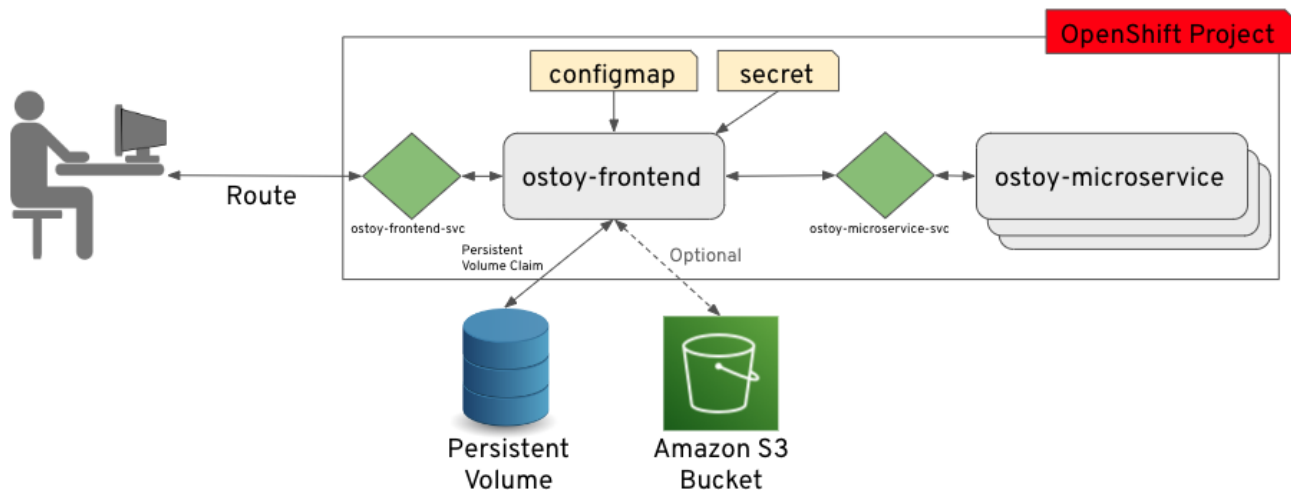 OpenShift Project
configmap
secret
ostoy-frontend
ostoy-microservice
Route
ostoy-frontend-svc
ostoy-microservice-svc
Persistent
Volume Claim
Optional
Persistent
Volume
Amazon S3
Bucket